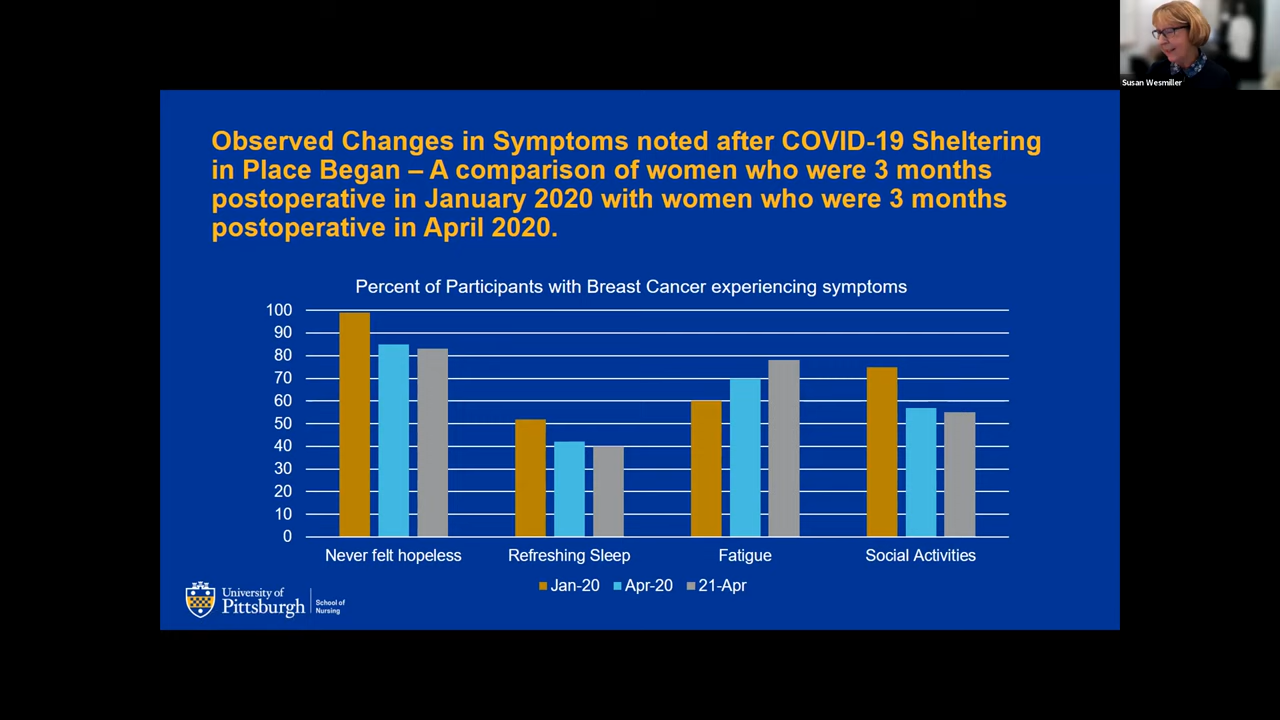 Susan Wesmiller
Observed Changes in Symptoms noted after COVID-19 Sheltering
in Place Began – A comparison of women who were 3 months
postoperative in January 2020 with women who were 3 months
postoperative in April 2020.
Percent of Participants with Breast Cancer experiencing symptoms
100
90
80
70
60
50
40
30
20
10
0
Never felt hopeless Refreshing Sleep Fatigue Social Activities
Jan-20 Apr-20 21-Apr
University of
Pittsburgh
School of
Nursing